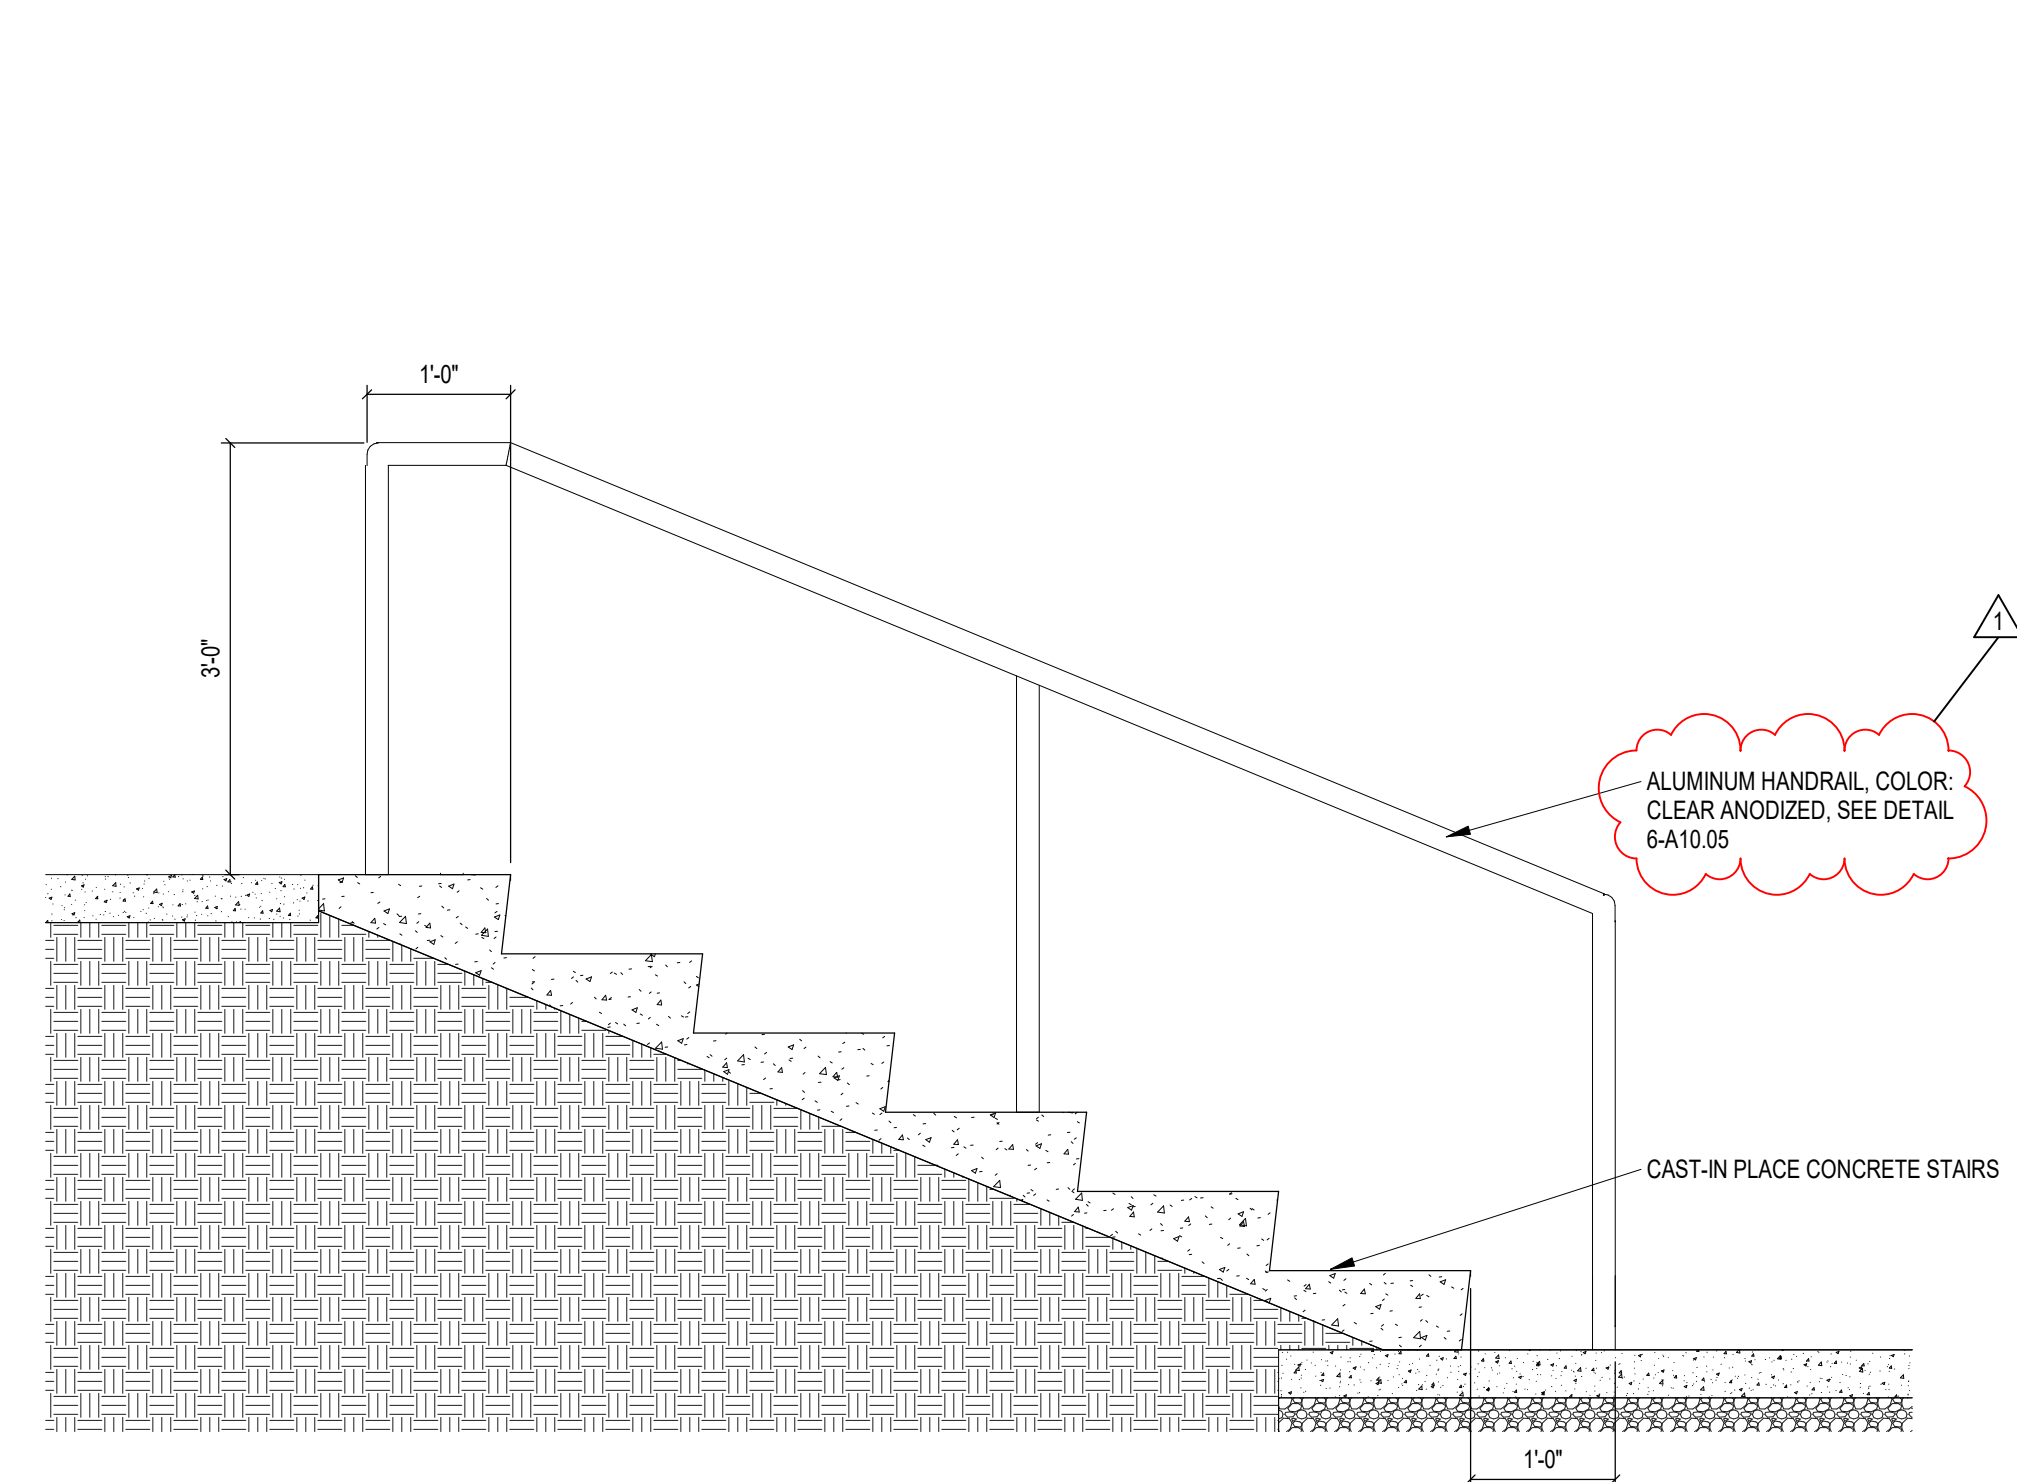 1'-0"
3'-0"
1
ALUMINUM HANDRAIL, COLOR:
CLEAR ANODIZED, SEE DETAIL
6-A10.05
CAST-IN PLACE CONCRETE STAIRS
1'-0"